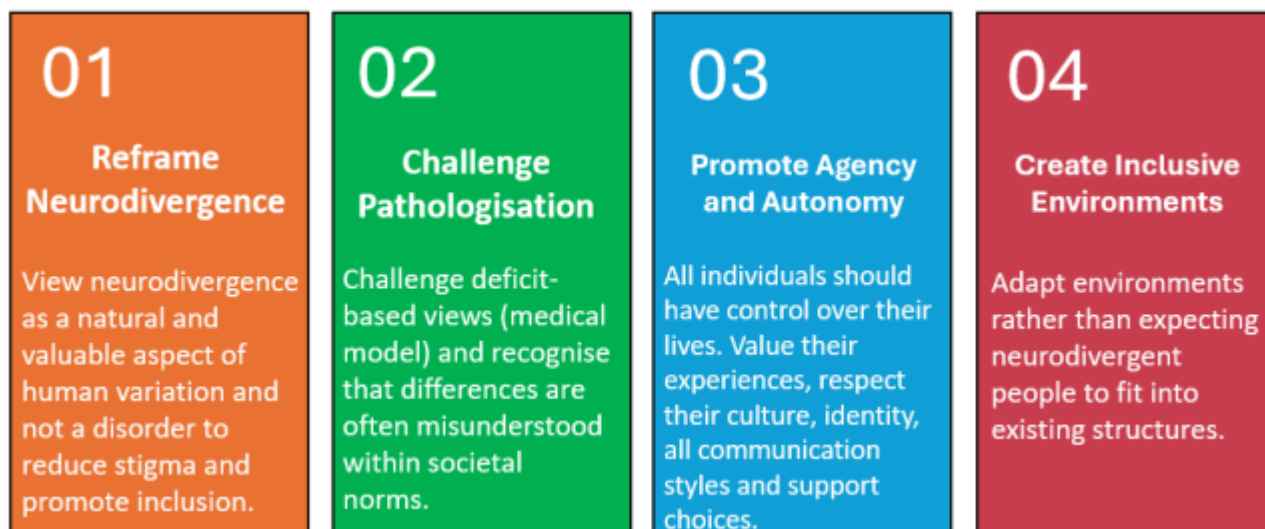 01
Reframe
Neurodivergence
View neurodivergence
as a natural and
valuable aspect of
human variation and
not a disorder to
reduce stigma and
promote inclusion.
02
Challenge
Pathologisation
Challenge deficit-
based views (medical
model) and recognise
that differences are
often misunderstood
within societal
norms.
03
Promote Agency
and Autonomy
All individuals should
have control over their
lives. Value their
experiences, respect
their culture, identity,
all communication
styles and support
choices.
04
Create Inclusive
Environments
Adapt environments
rather than expecting
neurodivergent
people to fit into
existing structures.